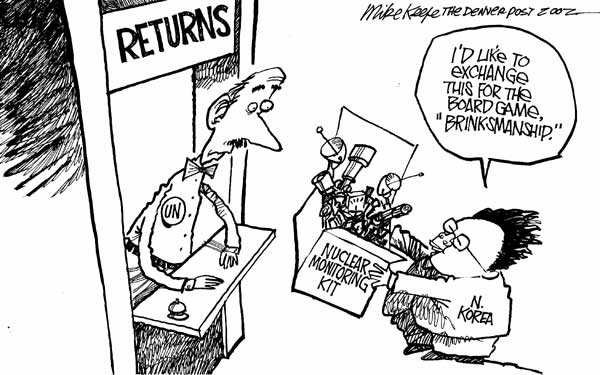 Mike Keefe THE DENVER POST 2002
RETURNS
I'D LIKE TO
EXCHANGE
THIS FOR THE
BOARD GAME,
"BRINKSMANSHIP."
UN
NUCLEAR
MONITORING
KIT
N.
KOREA